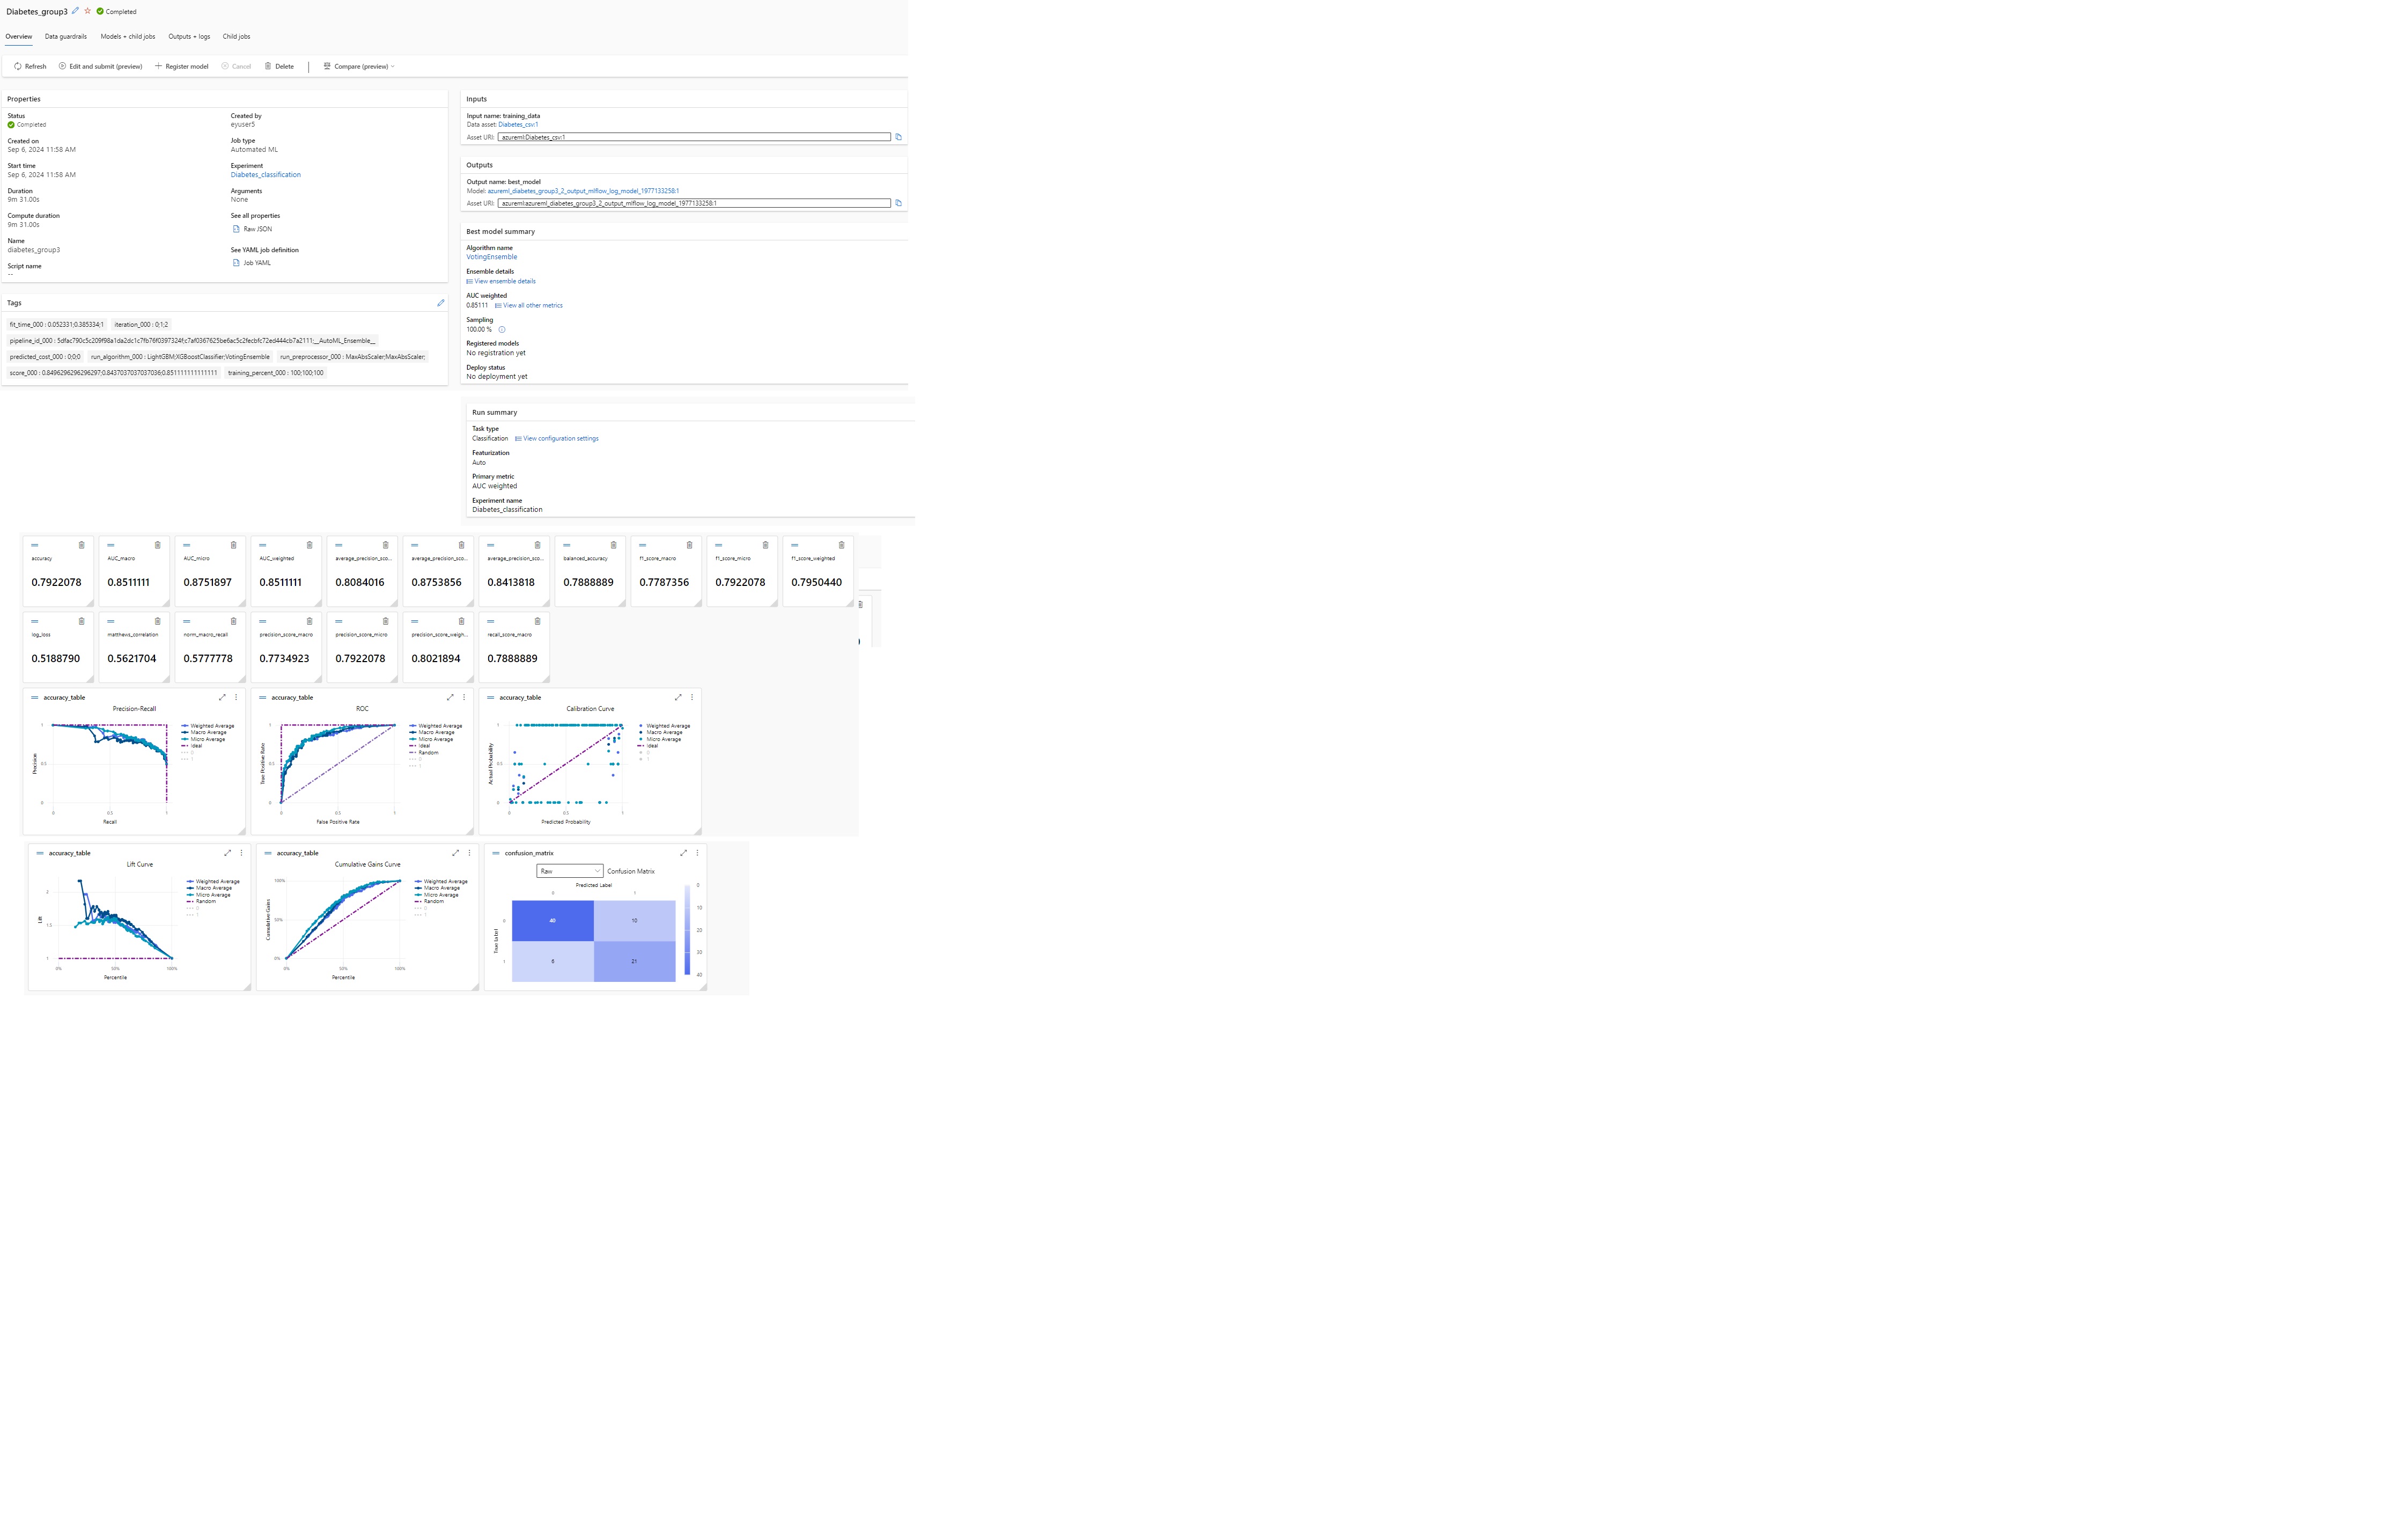 Diabetes_group3 Completed
Overview Data guardrails Models + child jobs Outputs + logs Child jobs
Refresh Edit and submit (preview) Register model Cancel Delete Compare (preview)
Properties
Status
Completed
Created on
Sep 6, 2024 11:58 AM
Start time
Sep 6, 2024 11:58 AM
Duration
9m 31.00s
Compute duration
9m 31.00s
Name
diabetes_group3
Script name
--
Created by
eyuser5
Job type
Automated ML
Experiment
Diabetes_classification
Arguments
None
See all properties
Raw JSON
See YAML job definition
Job YAML
Tags
fit_time_000 : 0.052331;0.385334;1 iteration_000 : 0;1;2
pipeline_id_000 : 5dfac790c5c209f98a1da2dc1c7fb76f0397324f;c7af0367625be6ac5c2fecbfc72ed444cb7a2111;__AutoML_Ensemble__
predicted_cost_000 : 0;0;0 run_algorithm_000 : LightGBM;XGBoostClassifier;VotingEnsemble run_preprocessor_000 : MaxAbsScaler;MaxAbsScaler;
score_000 : 0.8496296296296297;0.8437037037037036;0.851111111111111 training_percent_000 : 100;100;100
Inputs
Input name: training_data
Data asset: Diabetes_csv:1
Asset URI: azureml:Diabetes_csv:1
Outputs
Output name: best_model
Model: azureml_diabetes_group3_2_output_mlflow_log_model_1977133258:1
Asset URI: azureml:azureml_diabetes_group3_2_output_mlflow_log_model_1977133258:1
Best model summary
Algorithm name
VotingEnsemble
Ensemble details
View ensemble details
AUC weighted
0.85111 View all other metrics
Sampling
100.00 %
Registered models
No registration yet
Deploy status
No deployment yet
Run summary
Task type
Classification View configuration settings
Featurization
Auto
Primary metric
AUC weighted
Experiment name
Diabetes_classification
accuracy AUC_macro AUC_micro AUC_weighted average_precision_sco... average_precision_sco... average_precision_sco... balanced_accuracy f1_score_macro f1_score_micro f1_score_weighted
0.7922078 0.8511111 0.8751897 0.8511111 0.8084016 0.8753856 0.8413818 0.7888889 0.7787356 0.7922078 0.7950440
log_loss matthews_correlation norm_macro_recall precision_score_macro precision_score_micro precision_score_weigh... recall_score_macro
0.5188790 0.5621704 0.5777778 0.7734923 0.7922078 0.8021894 0.7888889
accuracy_table
Precision-Recall
Precision
1
0.5
0
0 0.5 1
Recall
Weighted Average
Macro Average
Micro Average
Ideal
0
1
accuracy_table
ROC
True Positive Rate
1
0.5
0
0 0.5 1
False Positive Rate
Weighted Average
Macro Average
Micro Average
Ideal
Random
0
1
accuracy_table
Calibration Curve
Actual Probability
1
0.5
0
0 0.5 1
Predicted Probability
Weighted Average
Macro Average
Micro Average
Ideal
0
1
accuracy_table
Lift Curve
Lift
2
1.5
1
0% 50% 100%
Percentile
Weighted Average
Macro Average
Micro Average
Random
0
1
accuracy_table
Cumulative Gains Curve
Cumulative Gains
100%
50%
0%
0% 50% 100%
Percentile
Weighted Average
Macro Average
Micro Average
Random
0
1
confusion_matrix
Raw Confusion Matrix
Predicted Label
0 1
True Label
0 40 10
1 6 21
0
10
20
30
40